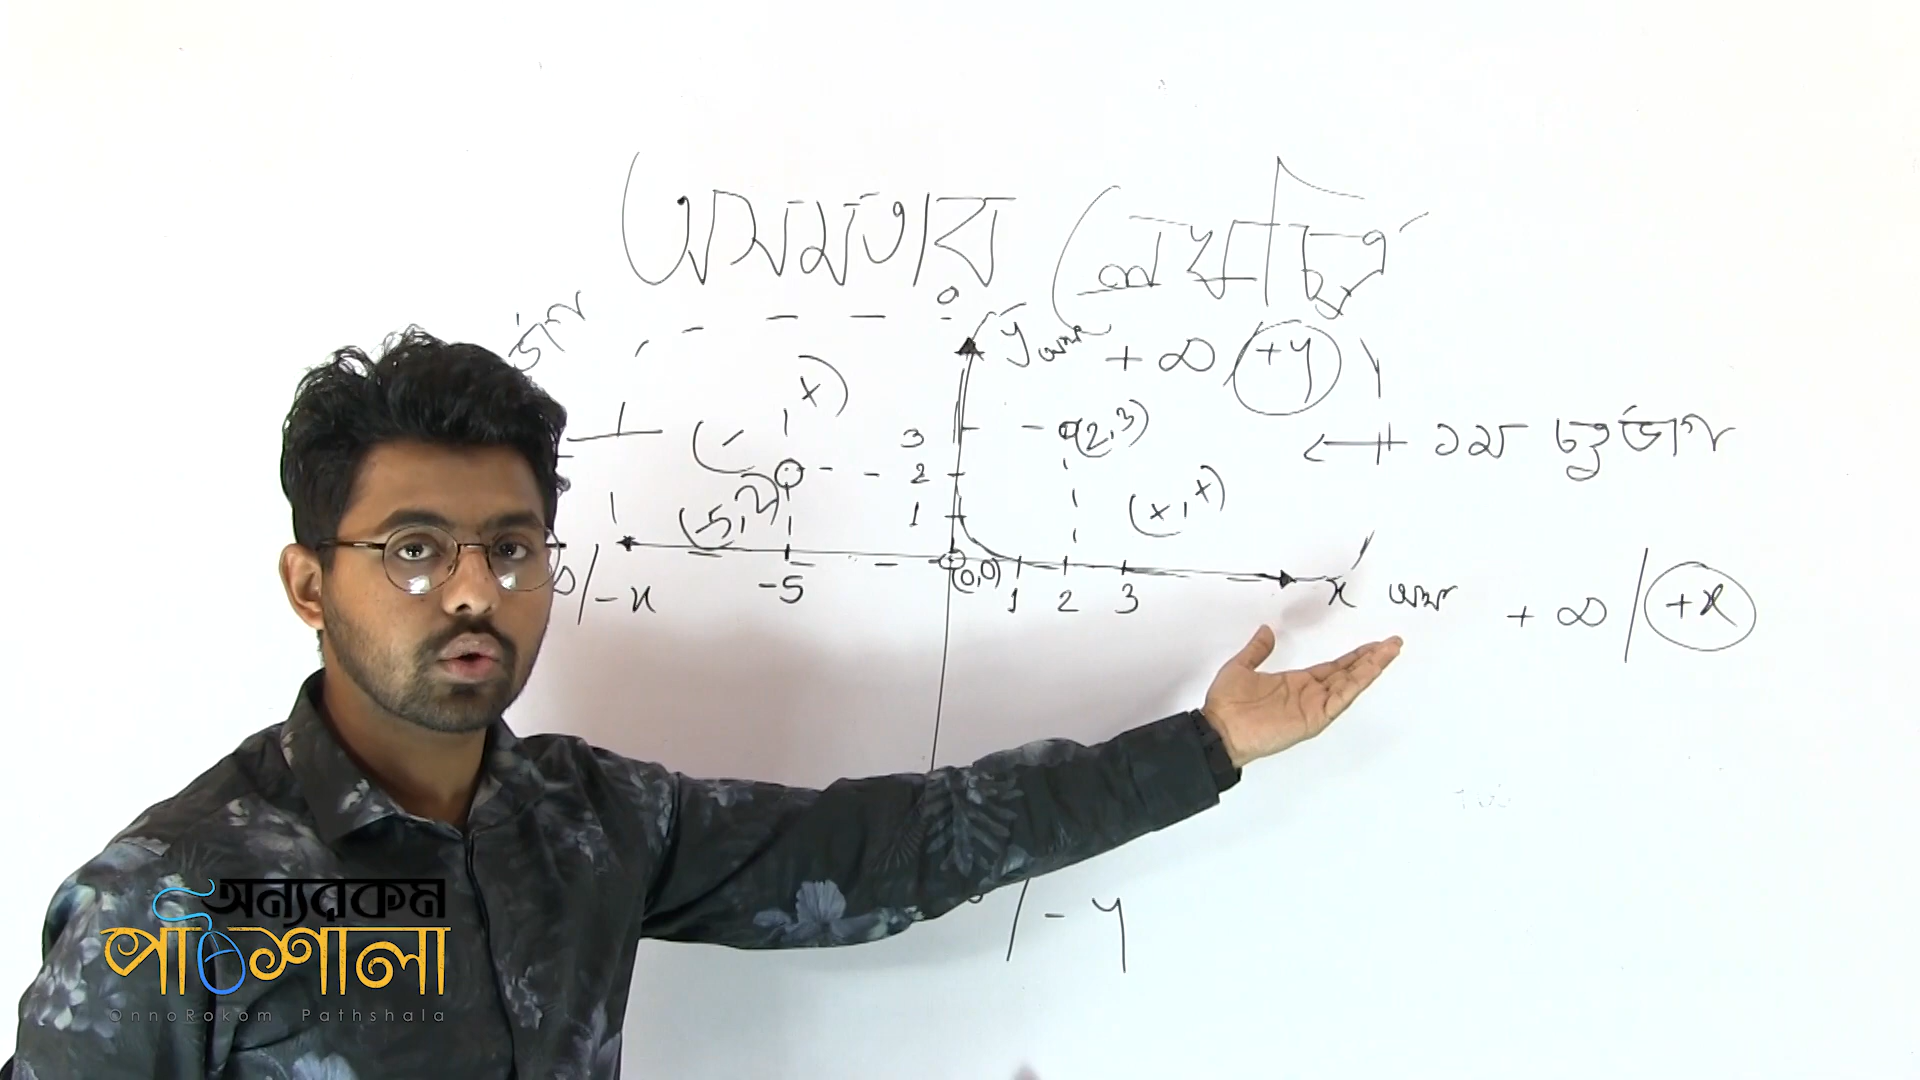 অসমতার লেখচিত্র
ভাগ
y অক্ষ + ∞ / +y
(-, +)
3 (2,3)
১ম চতুর্ভাগ
2
(-5,2)
1
(+,+)
/ -x -5 (0,0) 1 2 3 x অক্ষ + ∞ / +x
/ -y
অন্যরকম
পাঠশালা
OnnoRokom Pathshala